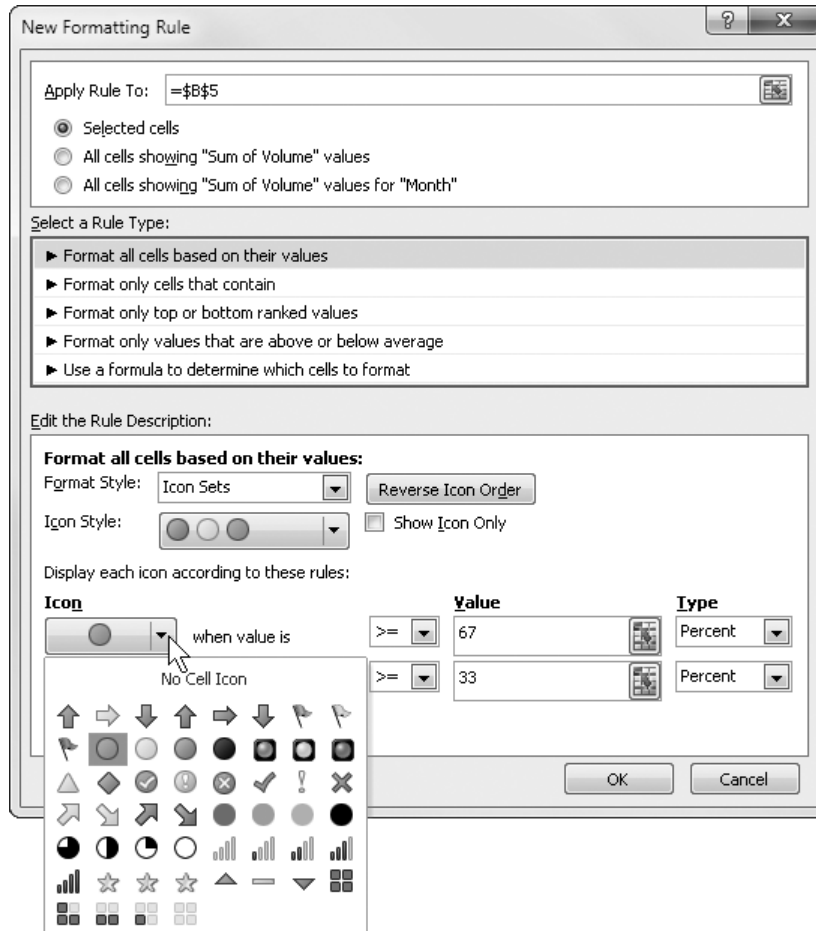 New Formatting Rule
?
X
Apply Rule To: =$B$5
Selected cells
All cells showing "Sum of Volume" values
All cells showing "Sum of Volume" values for "Month"
Select a Rule Type:
► Format all cells based on their values
► Format only cells that contain
► Format only top or bottom ranked values
► Format only values that are above or below average
► Use a formula to determine which cells to format
Edit the Rule Description:
Format all cells based on their values:
Format Style: Icon Sets Reverse Icon Order
Icon Style: Show Icon Only
Display each icon according to these rules:
Icon Value Type
when value is >= 67 Percent
>= 33 Percent
No Cell Icon
OK Cancel